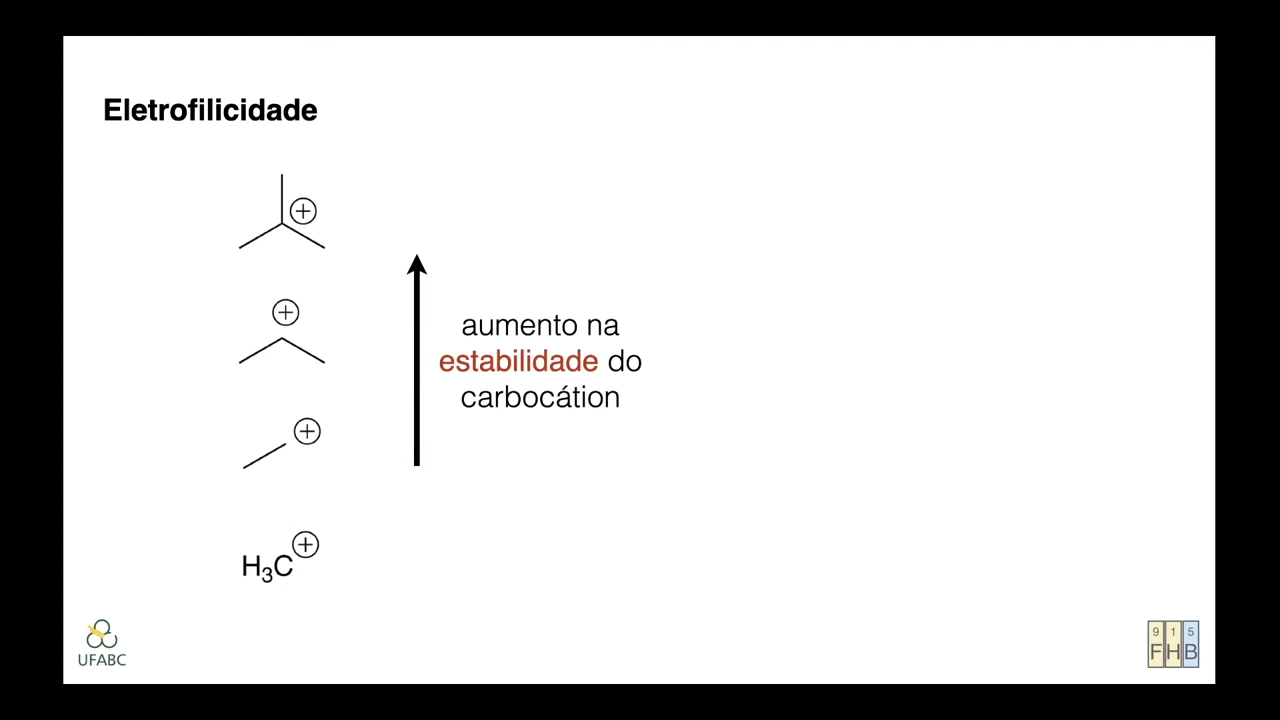 Eletrofilicidade
⊕
⊕
aumento na
estabilidade do
carbocátion
⊕
H₃C⊕
UFABC
9 1 5
F H B